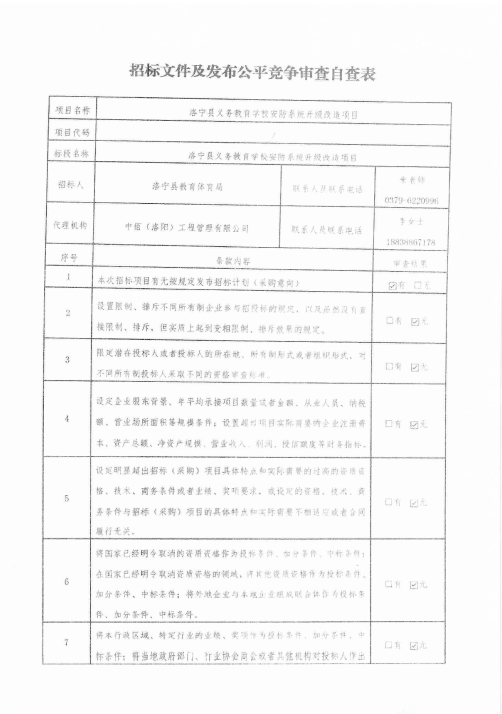 招标文件及发布公平竞争审查自查表
项目名称 洛宁县义务教育学校安防系统升级改造项目
项目代码 /
标段名称 洛宁县义务教育学校安防系统升级改造项目
招标人 洛宁县教育体育局 联系人及联系电话 老师
0379-6220996
代理机构 中钜（洛阳）工程管理有限公司 联系人及联系电话 李女士
18838867178
序号 条款内容 审查结果
1 本次招标项目有无按规定发布招标计划（采购意向） ☑有 □无
2 设置限制、排斥不同所有制企业参与招投标的规定，以及虽然没有直
接限制、排斥，但实质上起到变相限制、排斥效果的规定。 □有 ☑无
3 限定潜在投标人或者投标人的所在地、所有制形式或者组织形式，对
不同所有制投标人采取不同的资格审查标准。 □有 ☑无
4 设定企业股东背景、年平均承接项目数量或者金额、从业人员、纳税
额、营业场所面积等规模条件；设置超过项目实际需要的企业注册资
本、资产总额、净资产规模、营业收入、利润、授信额度等财务指标。 □有 ☑无
5 设定明显超出招标（采购）项目具体特点和实际需要的过高的资质资
格、技术、商务条件或者业绩、奖项要求，或设定的资格、技术、商
务条件与招标（采购）项目的具体特点和实际需要不相适应或者合同
履行无关。 □有 ☑无
6 将国家已经明令取消的资质资格作为投标条件、加分条件、中标条件；
在国家已经明令取消资质资格的领域，将其他资质资格作为投标条件、
加分条件、中标条件；将外地企业与本地企业组成联合体作为投标条
件、加分条件、中标条件。 □有 ☑无
7 将本行政区域、特定行业的业绩、奖项作为投标条件、加分条件、中
标条件；将当地政府部门、行业协会商会或者其他机构对投标人作出 □有 ☑无